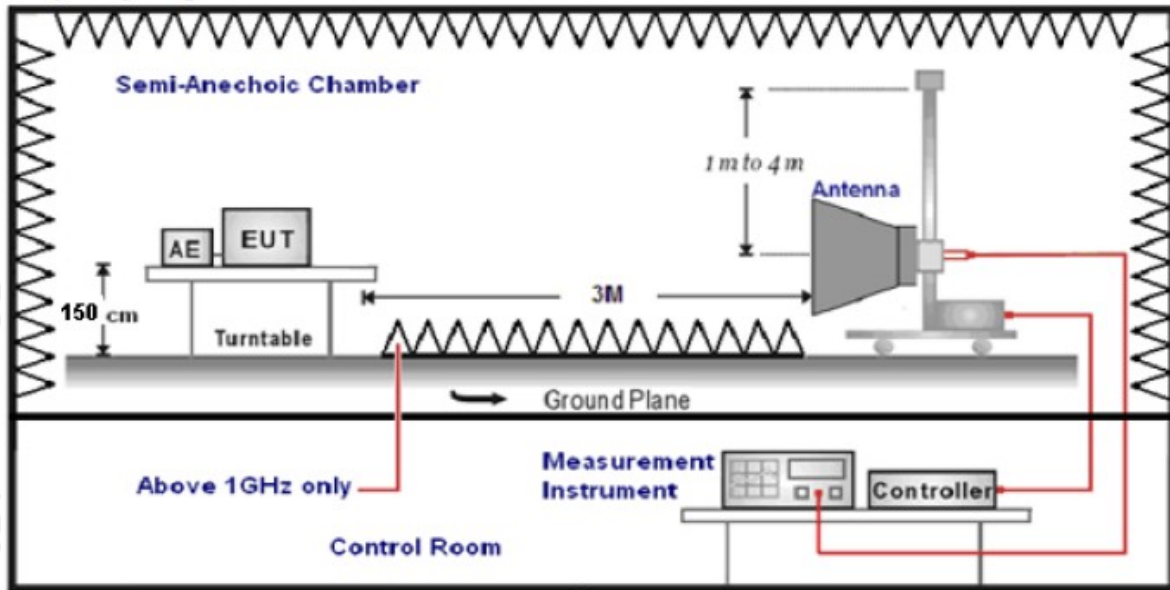 Semi-Anechoic Chamber
1 m to 4 m
Antenna
AE
EUT
150 cm
3M
Turntable
Ground Plane
Above 1GHz only
Measurement
Instrument
Controller
Control Room